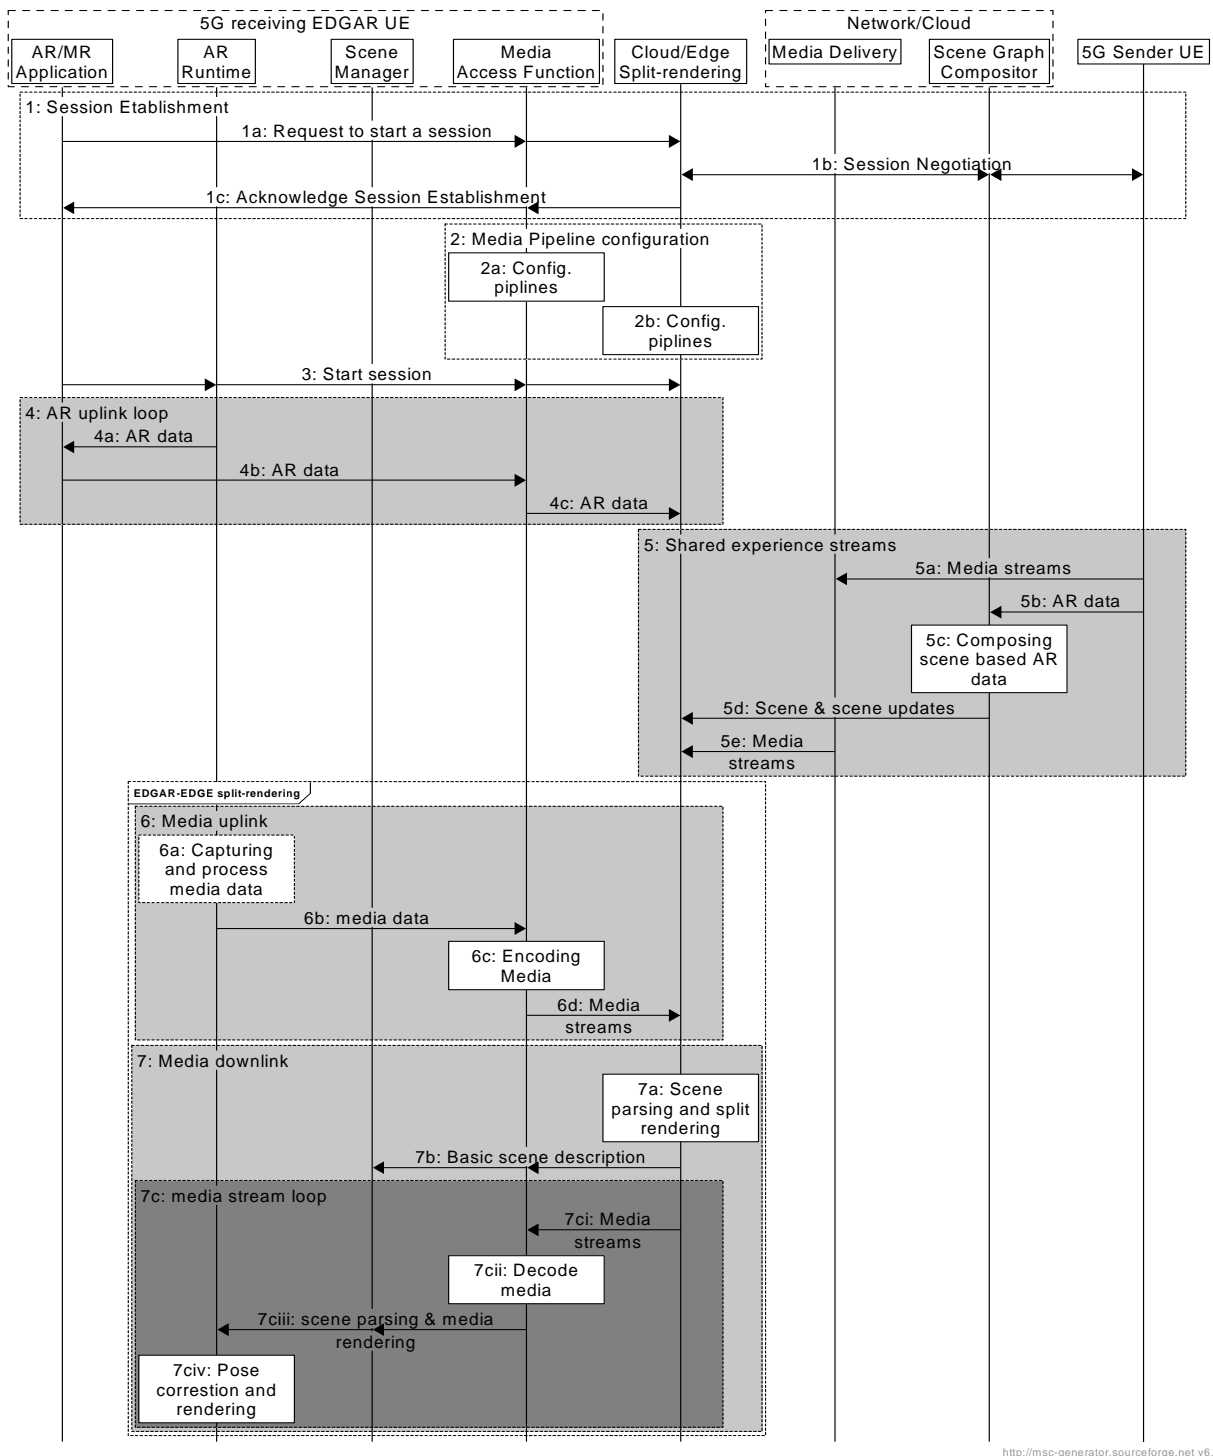 5G receiving EDGAR UE
Network/Cloud
AR/MR
Application
AR
Runtime
Scene
Manager
Media
Access Function
Cloud/Edge
Split-rendering
Media Delivery
Scene Graph
Compositor
5G Sender UE
1: Session Etablishment
1a: Request to start a session
1b: Session Negotiation
1c: Acknowledge Session Establishment
2: Media Pipeline configuration
2a: Config.
piplines
2b: Config.
piplines
3: Start session
4: AR uplink loop
4a: AR data
4b: AR data
4c: AR data
5: Shared experience streams
5a: Media streams
5b: AR data
5c: Composing
scene based AR
data
5d: Scene & scene updates
5e: Media
streams
EDGAR-EDGE split-rendering
6: Media uplink
6a: Capturing
and process
media data
6b: media data
6c: Encoding
Media
6d: Media
streams
7: Media downlink
7a: Scene
parsing and split
rendering
7b: Basic scene description
7c: media stream loop
7ci: Media
streams
7cii: Decode
media
7ciii: scene parsing & media
rendering
7civ: Pose
correstion and
rendering
http://msc-generator.sourceforge.net v6.